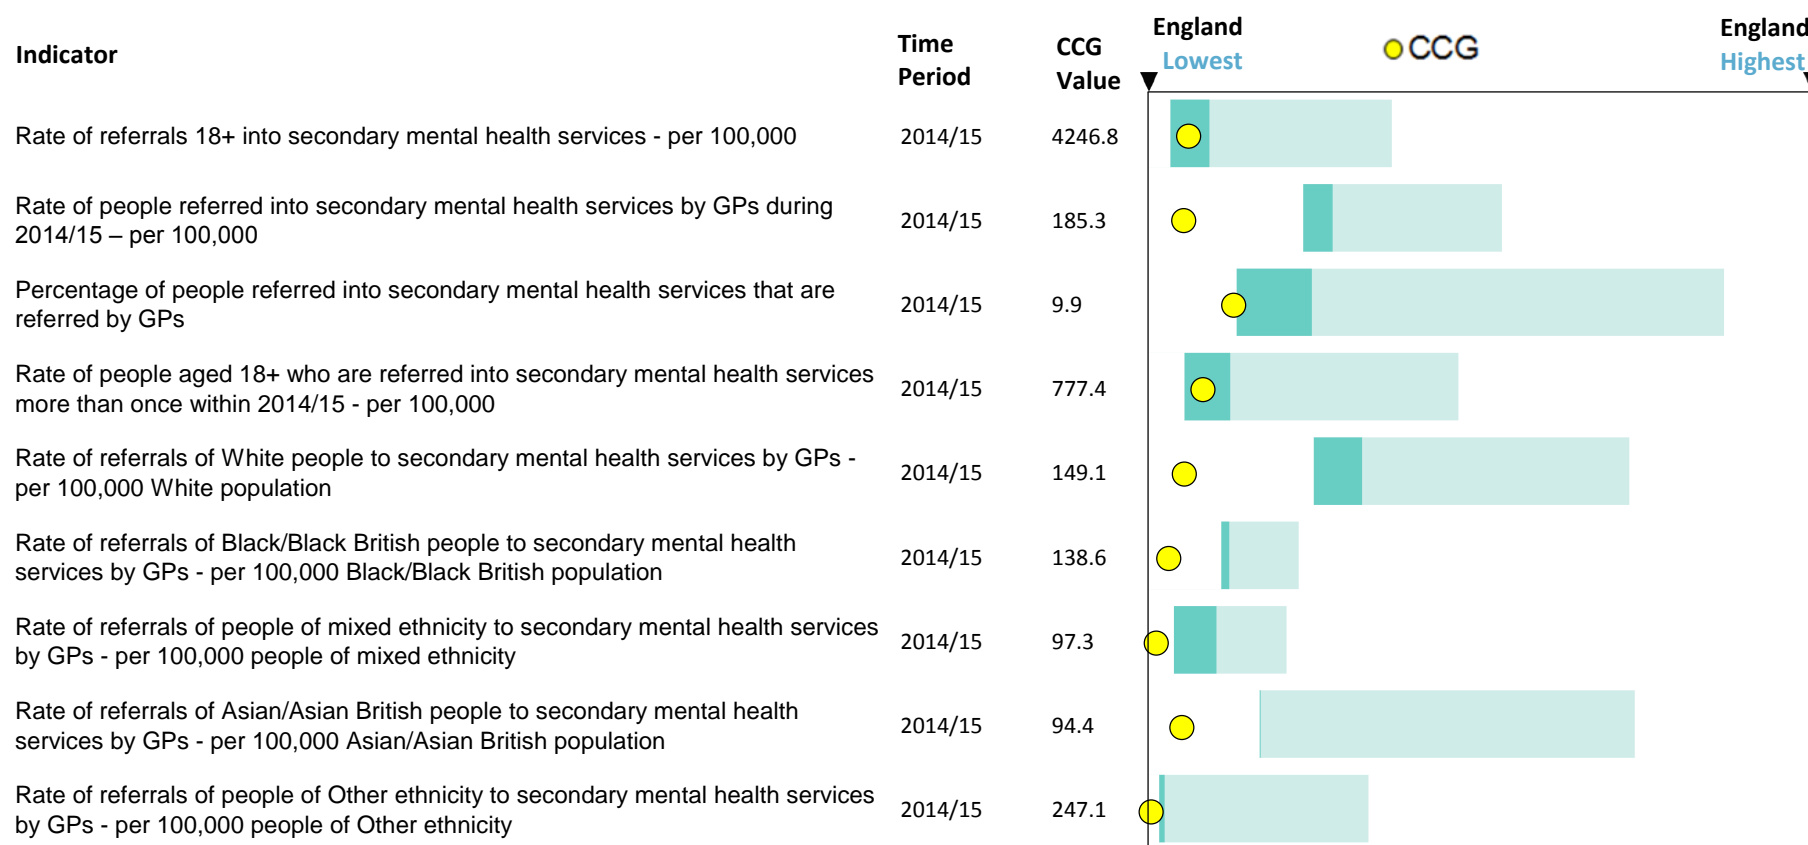 Indicator
Time
Period
CCG
Value
England
Lowest
CCG
England
Highest
Rate of referrals 18+ into secondary mental health services - per 100,000
2014/15
4246.8
Rate of people referred into secondary mental health services by GPs during
2014/15 – per 100,000
2014/15
185.3
Percentage of people referred into secondary mental health services that are
referred by GPs
2014/15
9.9
Rate of people aged 18+ who are referred into secondary mental health services
more than once within 2014/15 - per 100,000
2014/15
777.4
Rate of referrals of White people to secondary mental health services by GPs -
per 100,000 White population
2014/15
149.1
Rate of referrals of Black/Black British people to secondary mental health
services by GPs - per 100,000 Black/Black British population
2014/15
138.6
Rate of referrals of people of mixed ethnicity to secondary mental health services
by GPs - per 100,000 people of mixed ethnicity
2014/15
97.3
Rate of referrals of Asian/Asian British people to secondary mental health
services by GPs - per 100,000 Asian/Asian British population
2014/15
94.4
Rate of referrals of people of Other ethnicity to secondary mental health services
by GPs - per 100,000 people of Other ethnicity
2014/15
247.1